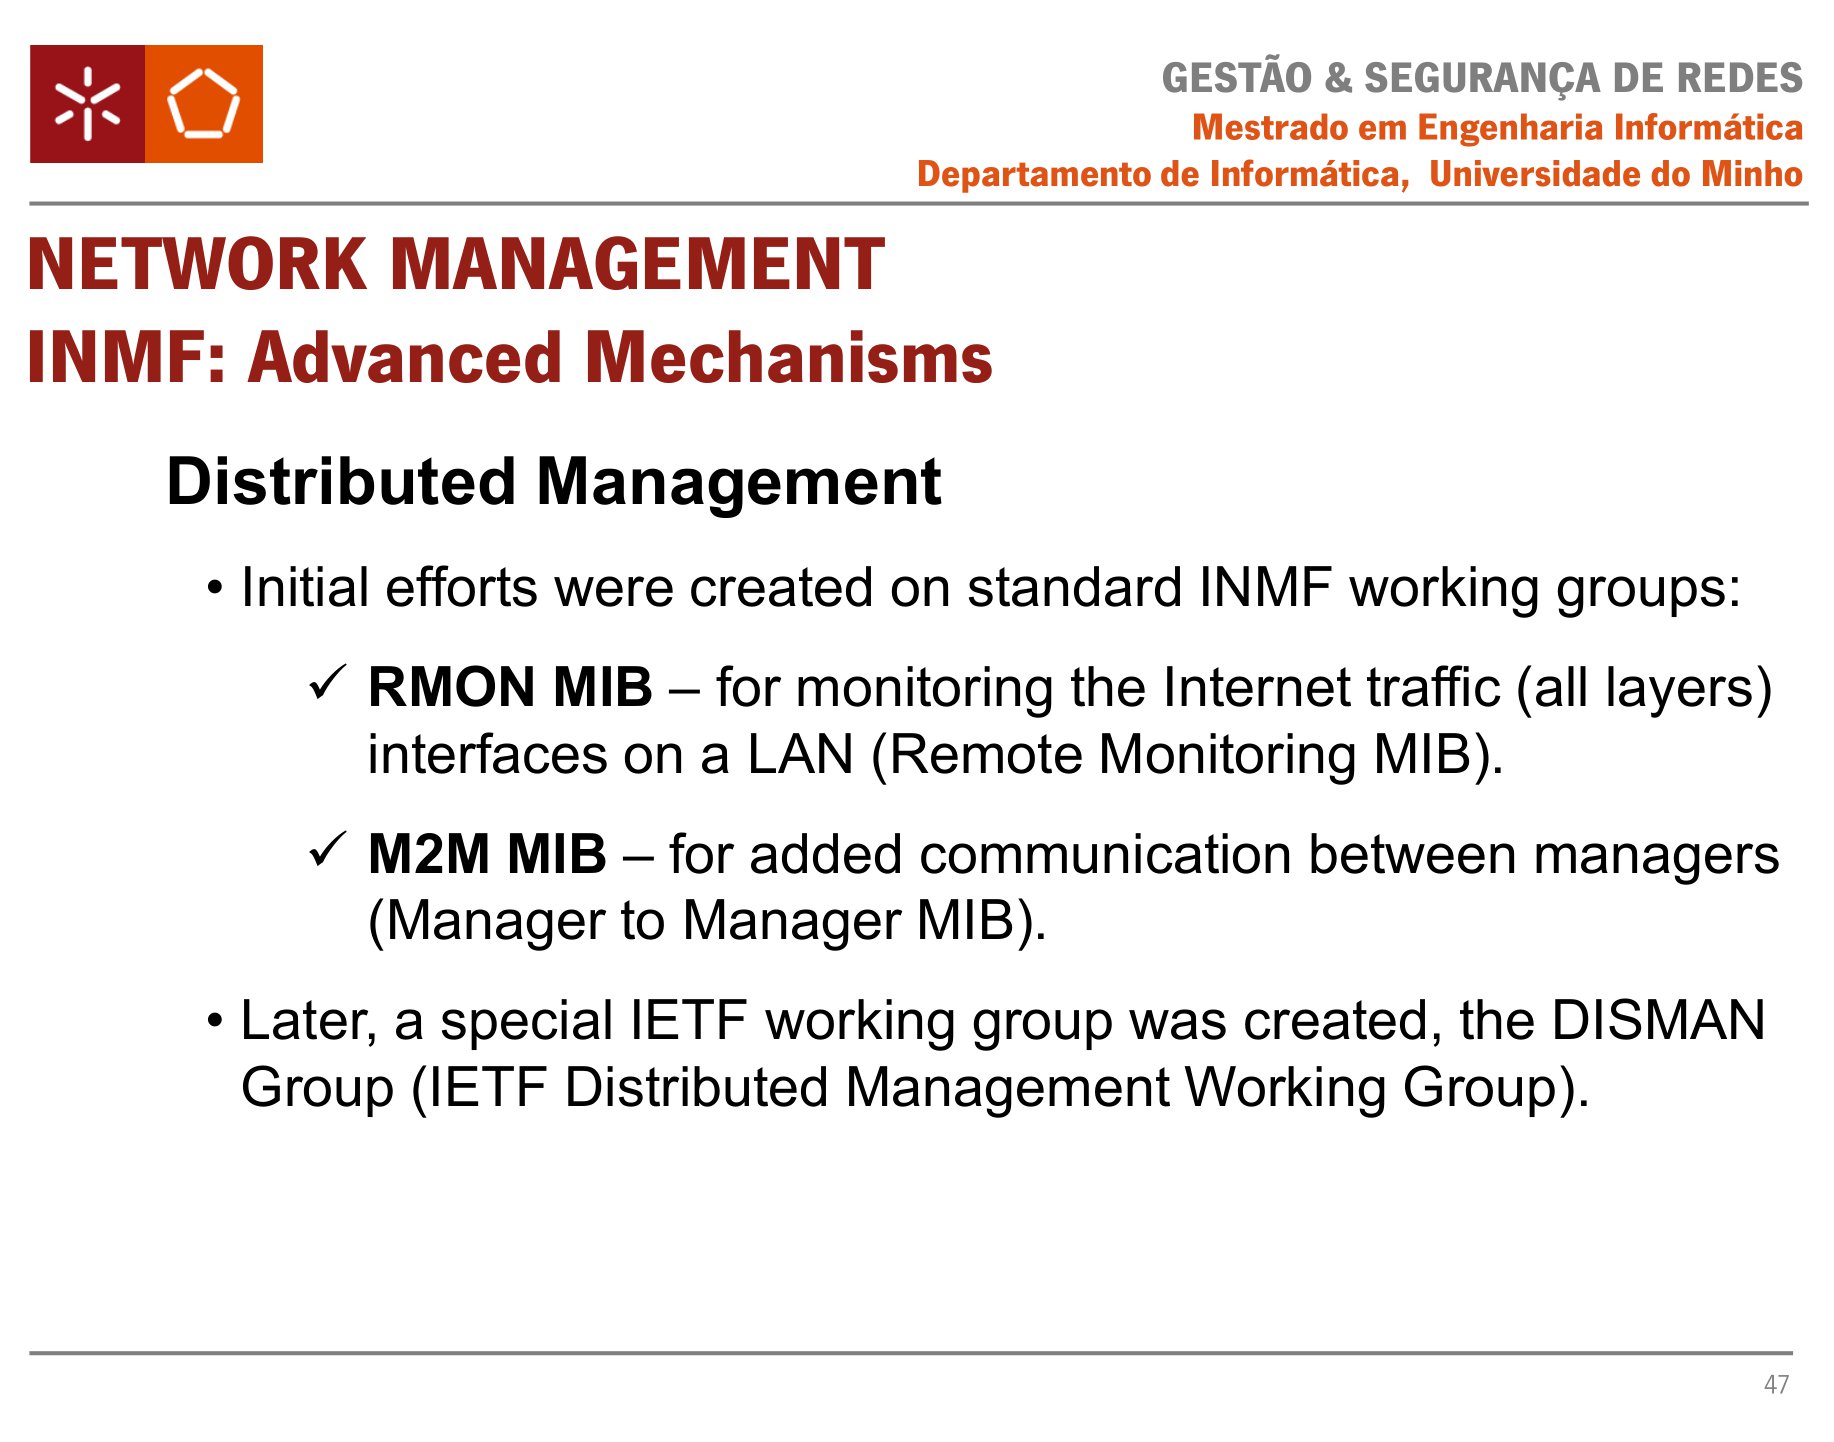 GESTÃO & SEGURANÇA DE REDES
Mestrado em Engenharia Informática
Departamento de Informática, Universidade do Minho
NETWORK MANAGEMENT
INMF: Advanced Mechanisms
Distributed Management
• Initial efforts were created on standard INMF working groups:
✓ RMON MIB – for monitoring the Internet traffic (all layers)
interfaces on a LAN (Remote Monitoring MIB).
✓ M2M MIB – for added communication between managers
(Manager to Manager MIB).
• Later, a special IETF working group was created, the DISMAN
Group (IETF Distributed Management Working Group).
47